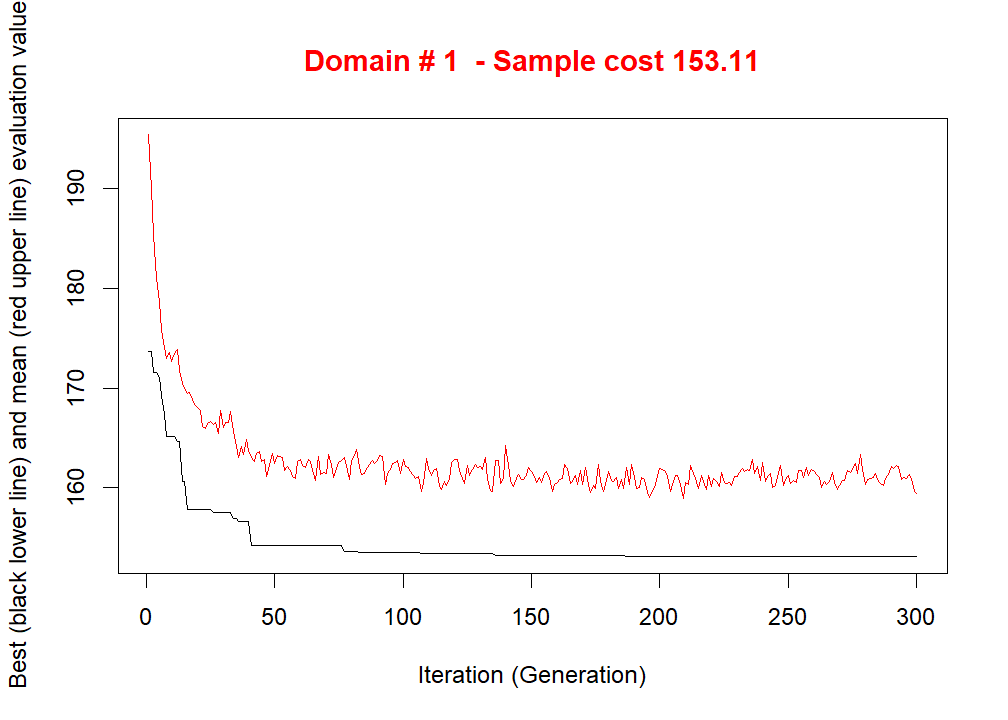 Domain # 1  - Sample cost 153.11
Best (black lower line) and mean (red upper line) evaluation value
190
180
170
160
0 50 100 150 200 250 300
Iteration (Generation)